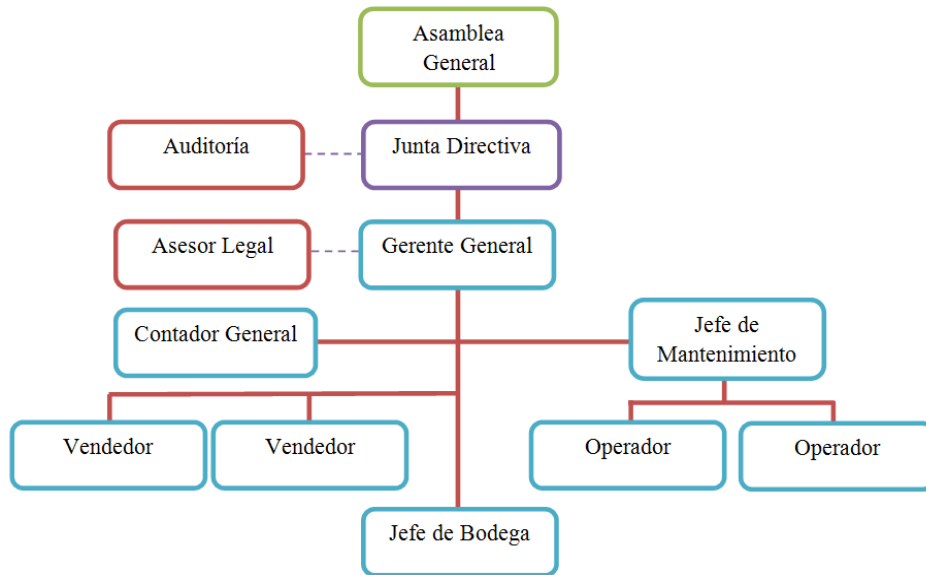 Asamblea
General
Auditoría
Junta Directiva
Asesor Legal
Gerente General
Contador General
Jefe de
Mantenimiento
Vendedor
Vendedor
Operador
Operador
Jefe de Bodega